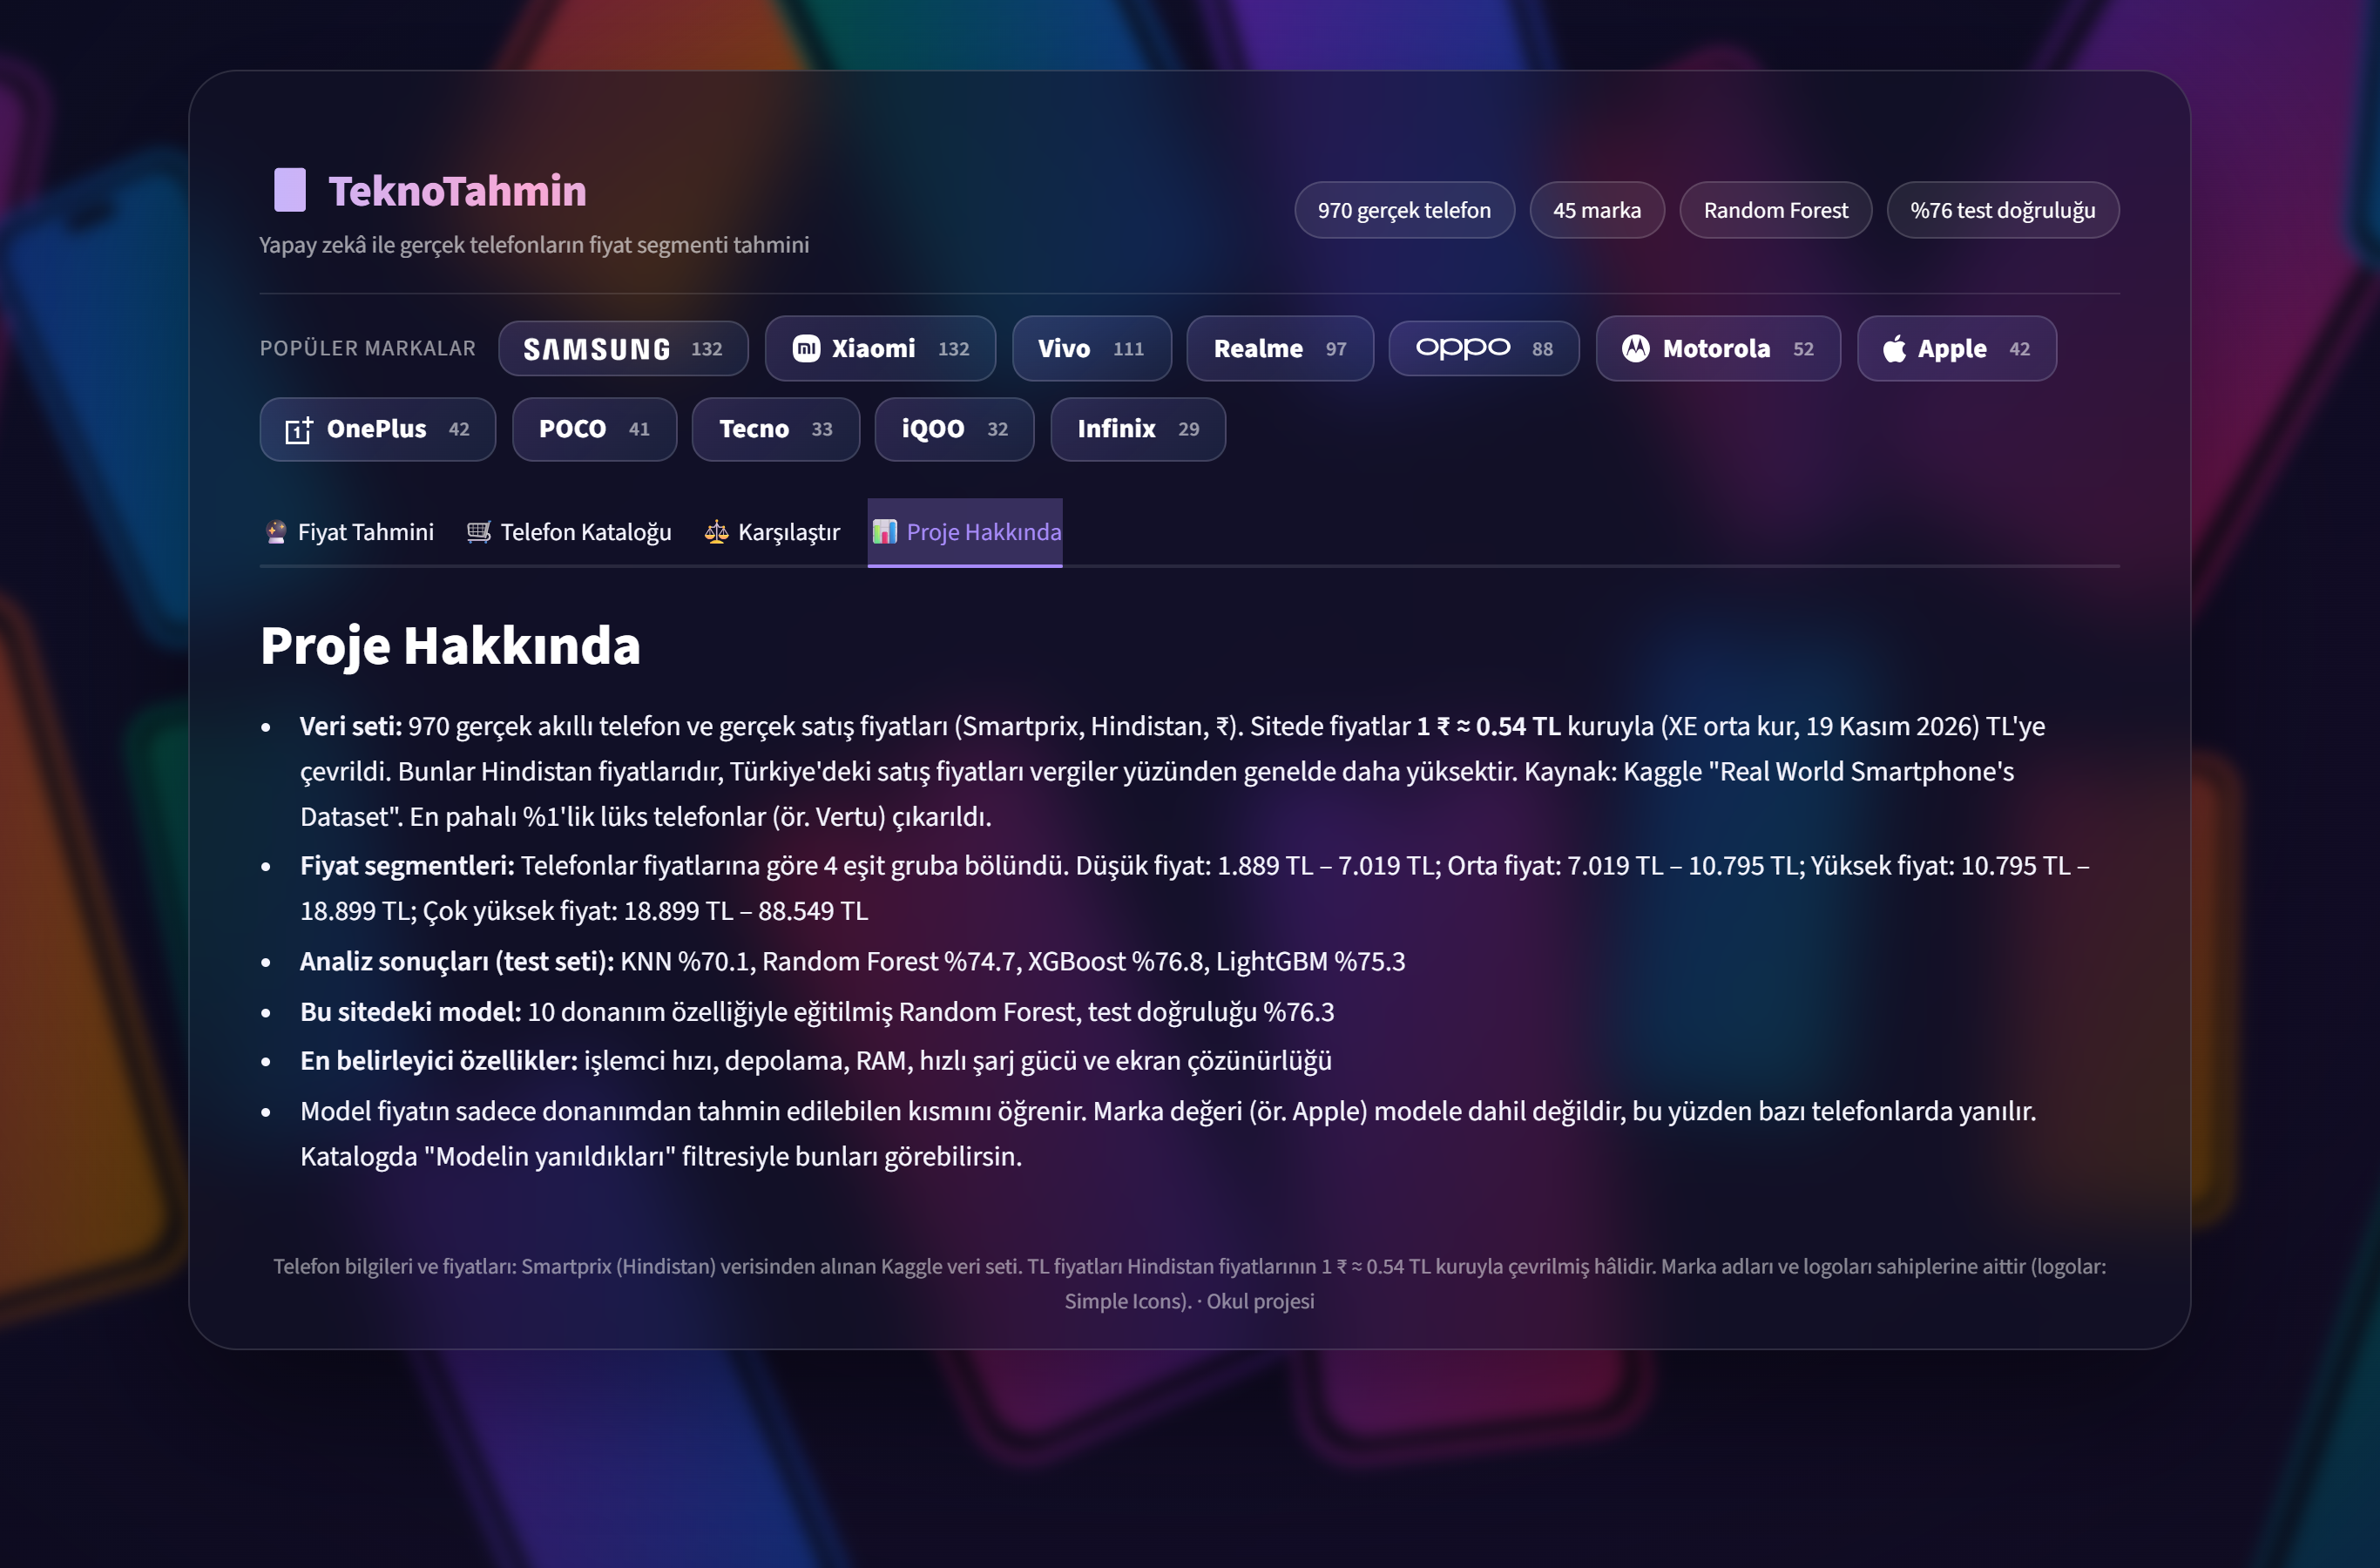 TeknoTahmin
Yapay zekâ ile gerçek telefonların fiyat segmenti tahmini
970 gerçek telefon
45 marka
Random Forest
%76 test doğruluğu
POPÜLER MARKALAR
SAMSUNG 132
Xiaomi 132
Vivo 111
Realme 97
oppo 88
Motorola 52
Apple 42
OnePlus 42
POCO 41
Tecno 33
iQOO 32
Infinix 29
Fiyat Tahmini
Telefon Kataloğu
Karşılaştır
Proje Hakkında
Proje Hakkında
• Veri seti: 970 gerçek akıllı telefon ve gerçek satış fiyatları (Smartprix, Hindistan, ₹). Sitede fiyatlar 1 ₹ ≈ 0.54 TL kuruyla (XE orta kur, 19 Kasım 2026) TL'ye
çevrildi. Bunlar Hindistan fiyatlarıdır, Türkiye'deki satış fiyatları vergiler yüzünden genelde daha yüksektir. Kaynak: Kaggle "Real World Smartphone's
Dataset". En pahalı %1'lik lüks telefonlar (ör. Vertu) çıkarıldı.
• Fiyat segmentleri: Telefonlar fiyatlarına göre 4 eşit gruba bölündü. Düşük fiyat: 1.889 TL – 7.019 TL; Orta fiyat: 7.019 TL – 10.795 TL; Yüksek fiyat: 10.795 TL –
18.899 TL; Çok yüksek fiyat: 18.899 TL – 88.549 TL
• Analiz sonuçları (test seti): KNN %70.1, Random Forest %74.7, XGBoost %76.8, LightGBM %75.3
• Bu sitedeki model: 10 donanım özelliğiyle eğitilmiş Random Forest, test doğruluğu %76.3
• En belirleyici özellikler: işlemci hızı, depolama, RAM, hızlı şarj gücü ve ekran çözünürlüğü
• Model fiyatın sadece donanımdan tahmin edilebilen kısmını öğrenir. Marka değeri (ör. Apple) modele dahil değildir, bu yüzden bazı telefonlarda yanılır.
Katalogda "Modelin yanıldıkları" filtresiyle bunları görebilirsin.
Telefon bilgileri ve fiyatları: Smartprix (Hindistan) verisinden alınan Kaggle veri seti. TL fiyatları Hindistan fiyatlarının 1 ₹ ≈ 0.54 TL kuruyla çevrilmiş hâlidir. Marka adları ve logoları sahiplerine aittir (logolar:
Simple Icons). · Okul projesi